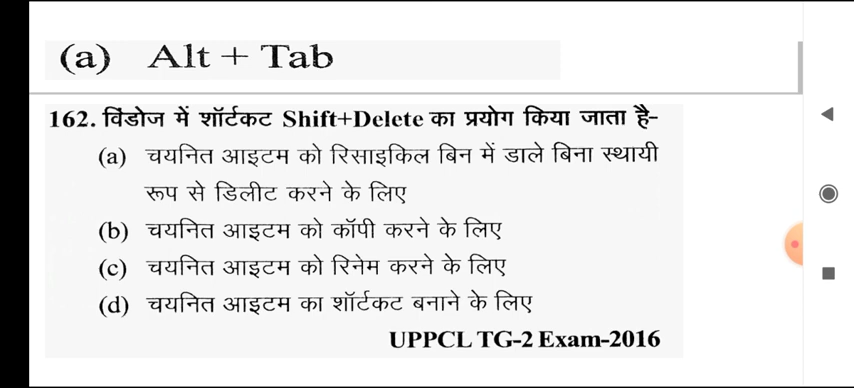 (a) Alt + Tab
162. विंडोज में शॉर्टकट Shift+Delete का प्रयोग किया जाता है-
(a) चयनित आइटम को रिसाइकिल बिन में डाले बिना स्थायी
रूप से डिलीट करने के लिए
(b) चयनित आइटम को कॉपी करने के लिए
(c) चयनित आइटम को रिनेम करने के लिए
(d) चयनित आइटम का शॉर्टकट बनाने के लिए
UPPCL TG-2 Exam-2016